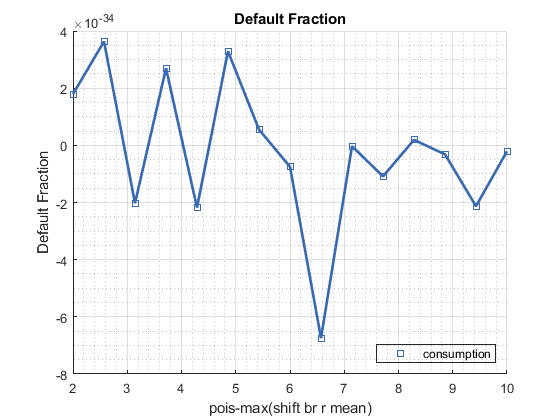 Default Fraction
×10-34
4
2
0
-2
-4
-6
-8
Default Fraction
2 3 4 5 6 7 8 9 10
pois-max(shift br r mean)
consumption